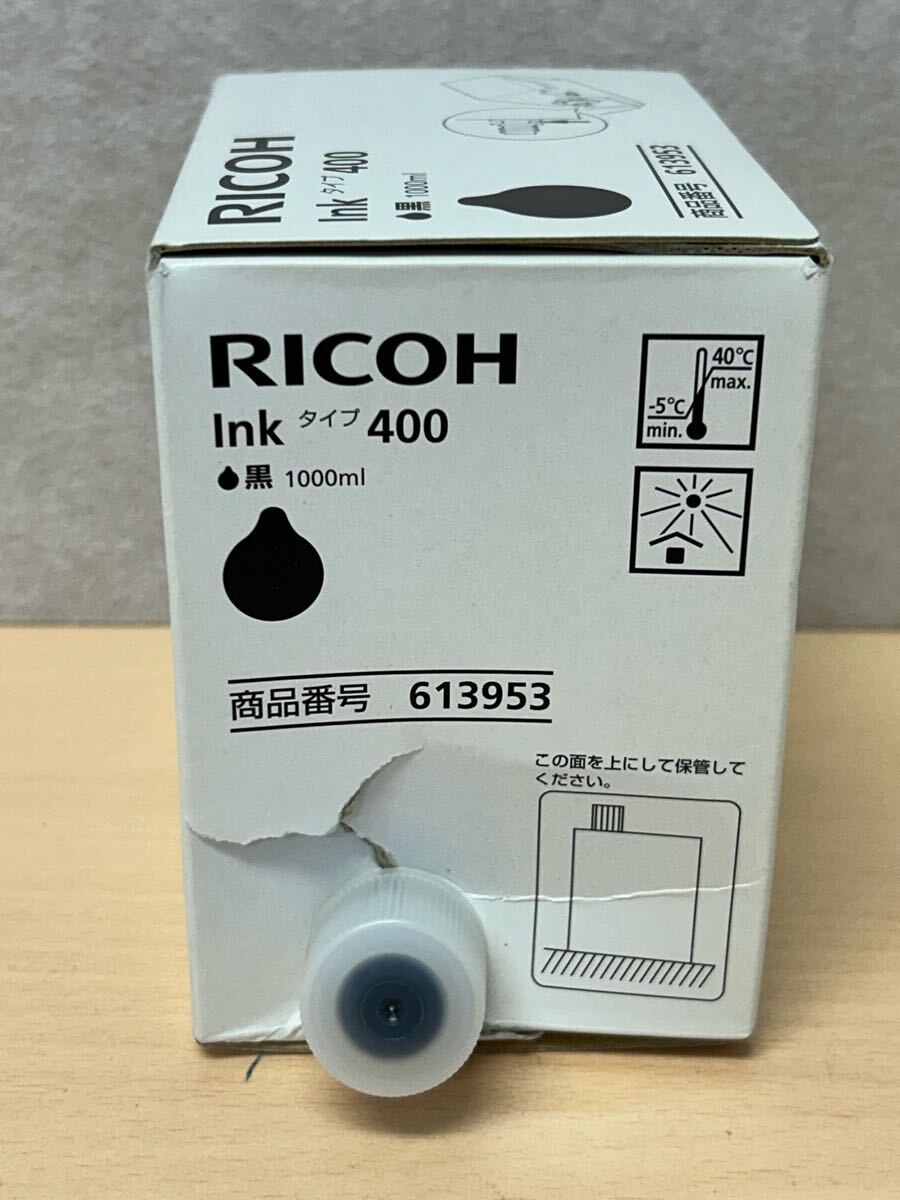 RICOH
Ink タイプ 400
黒 1000ml
商品番号 613953
RICOH
Ink タイプ 400
黒 1000ml
商品番号 613953
40℃
max.
-5℃
min.
この面を上にして保管して
ください。